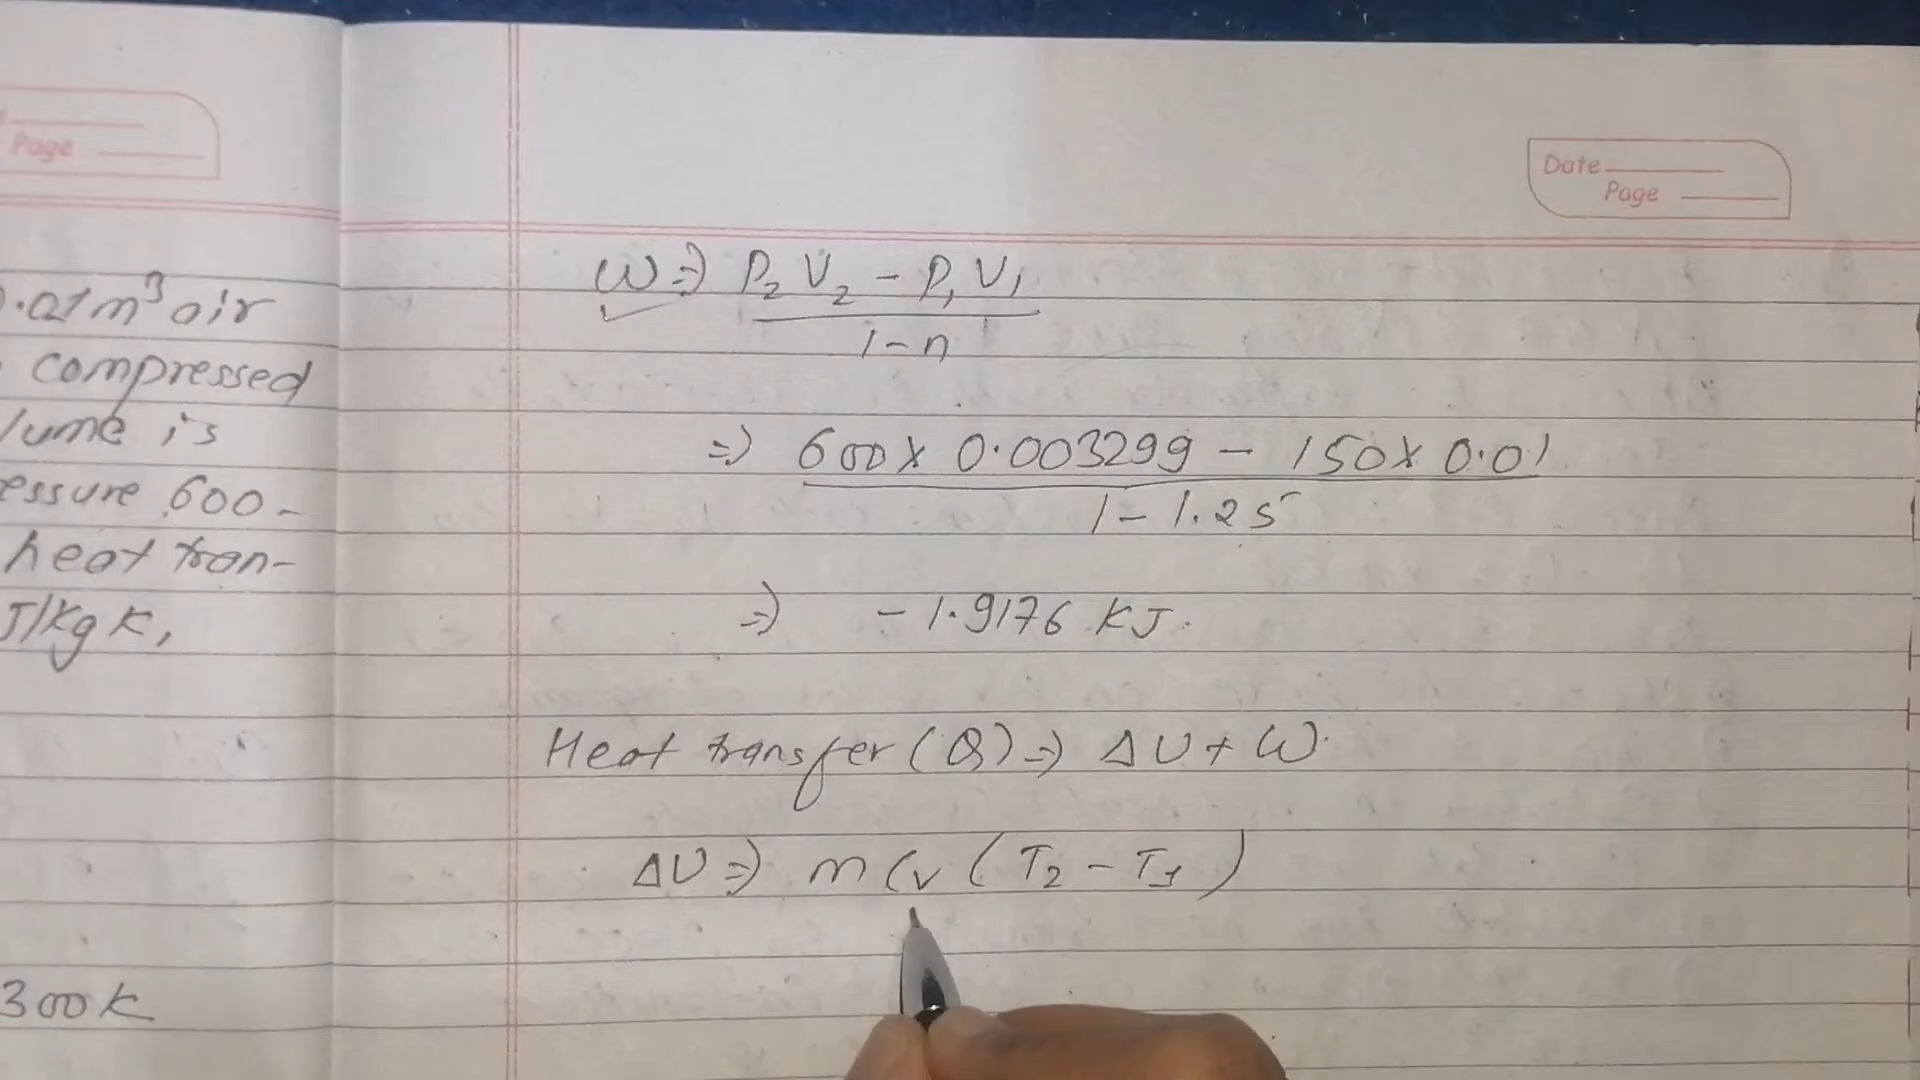 Page
Date
Page
0.01m³ air
compressed
lume is
essure 600-
heat tran-
J/kg K,
300K
W => P₂V₂ - P₁V₁
1-n
=> 600 x 0.003299 - 150 x 0.01
1 - 1.25
=> -1.9176 KJ.
Heat transfer (Q) => ΔU + W.
ΔU => m Cv (T₂ - T₁)